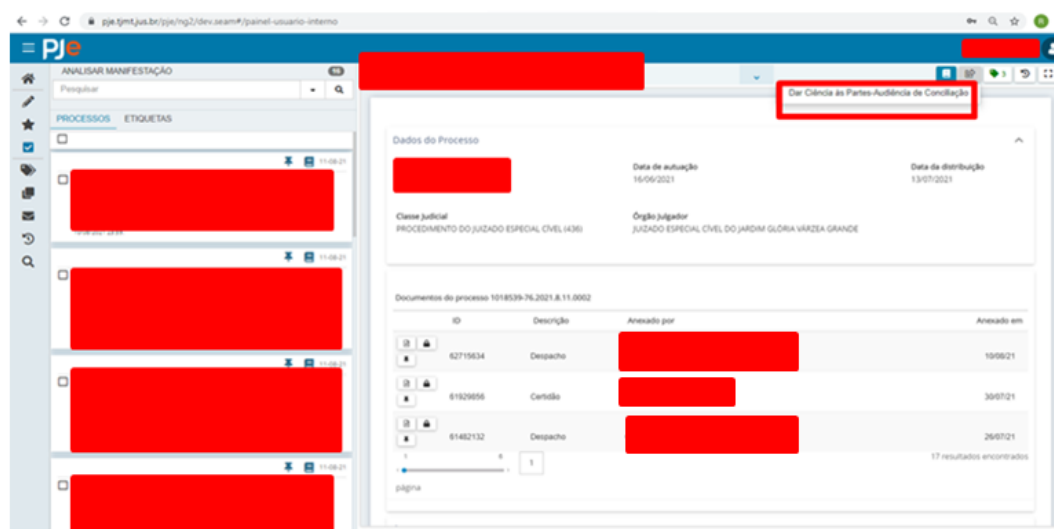 pje.tjmt.jus.br/pje/ng2/dev.seam#/painel-usuario-interno
PJe
ANALISAR MANIFESTAÇÃO
Pesquisar
PROCESSOS ETIQUETAS
11-08-21
11-08-21
11-08-21
11-08-21
3
Dar Ciência às Partes-Audiência de Conciliação
Dados do Processo
Data de autuação
16/06/2021
Data da distribuição
13/07/2021
Classe Judicial
PROCEDIMENTO DO JUIZADO ESPECIAL CÍVEL (436)
Órgão Julgador
JUIZADO ESPECIAL CÍVEL DO JARDIM GLÓRIA VÁRZEA GRANDE
Documentos do processo 1018539-76.2021.8.11.0002
ID Descrição Anexado por Anexado em
62715634 Despacho 10/08/21
61929856 Certidão 30/07/21
61482132 Despacho 26/07/21
1 6 1
17 resultados encontrados
página